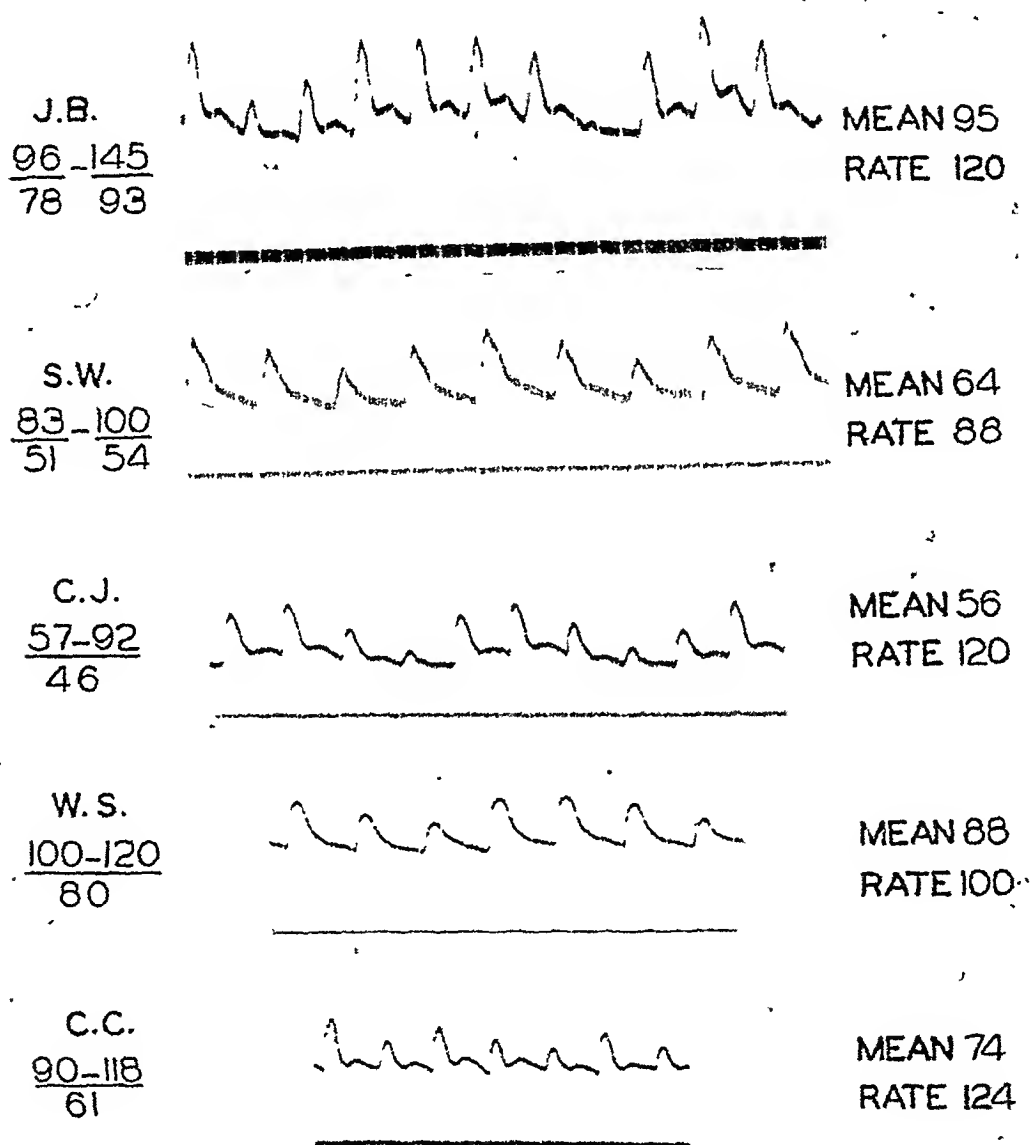 J.B.
96-145
78 93
MEAN 95
RATE 120
S.W.
83-100
51 54
MEAN 64
RATE 88
C.J.
57-92
46
MEAN 56
RATE 120
W.S.
100-120
80
MEAN 88
RATE 100
C.C.
90-118
61
MEAN 74
RATE 124